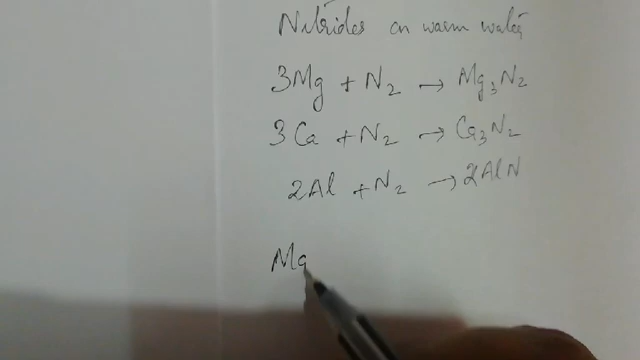 Nitrides on warm water
3Mg + N₂ → Mg₃N₂
3Ca + N₂ → Ca₃N₂
2Al + N₂ → 2AlN
Mg